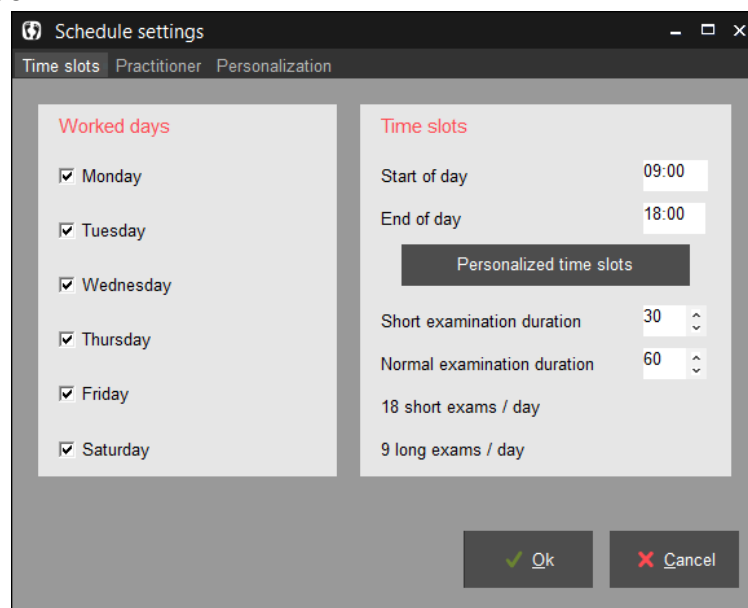 Schedule settings
Time slots Practitioner Personalization
Worked days
Monday
Tuesday
Wednesday
Thursday
Friday
Saturday
Time slots
Start of day 09:00
End of day 18:00
Personalized time slots
Short examination duration 30
Normal examination duration 60
18 short exams / day
9 long exams / day
Ok Cancel